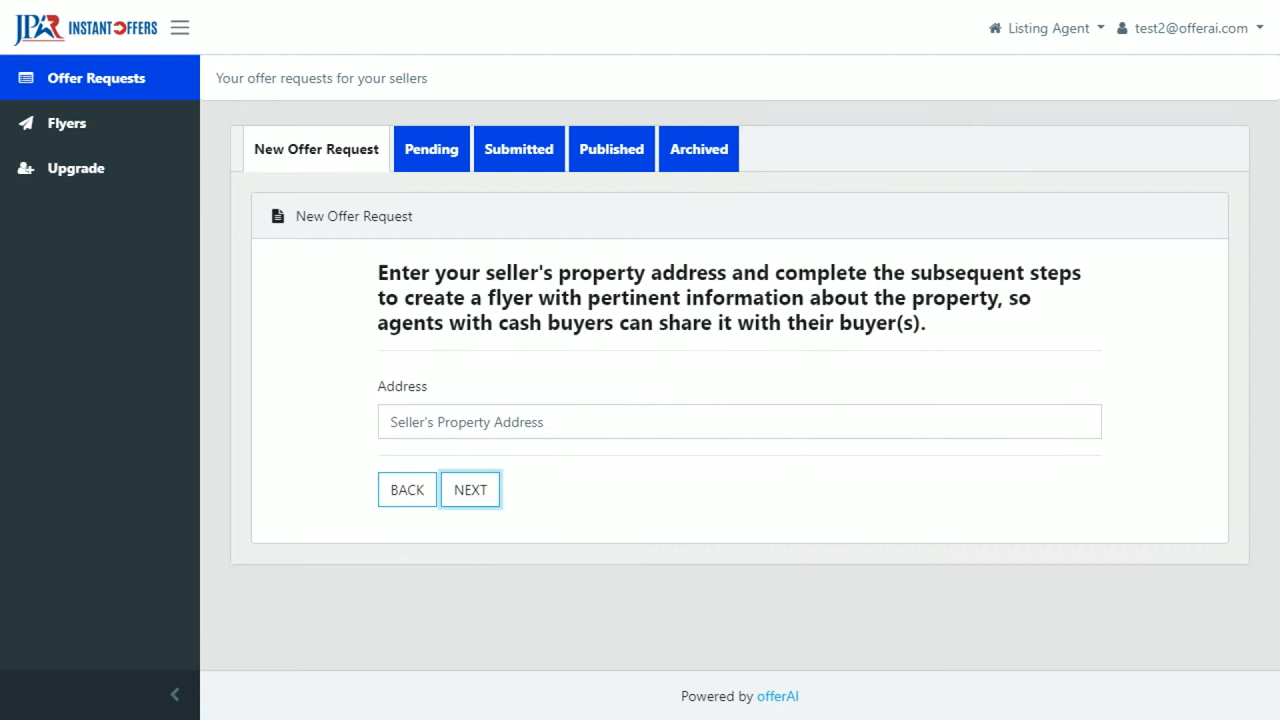 JPAR INSTANT OFFERS
Listing Agent
test2@offerai.com
Offer Requests
Flyers
Upgrade
Your offer requests for your sellers
New Offer Request
Pending
Submitted
Published
Archived
New Offer Request
Enter your seller's property address and complete the subsequent steps
to create a flyer with pertinent information about the property, so
agents with cash buyers can share it with their buyer(s).
Address
Seller's Property Address
BACK
NEXT
Powered by offerAI